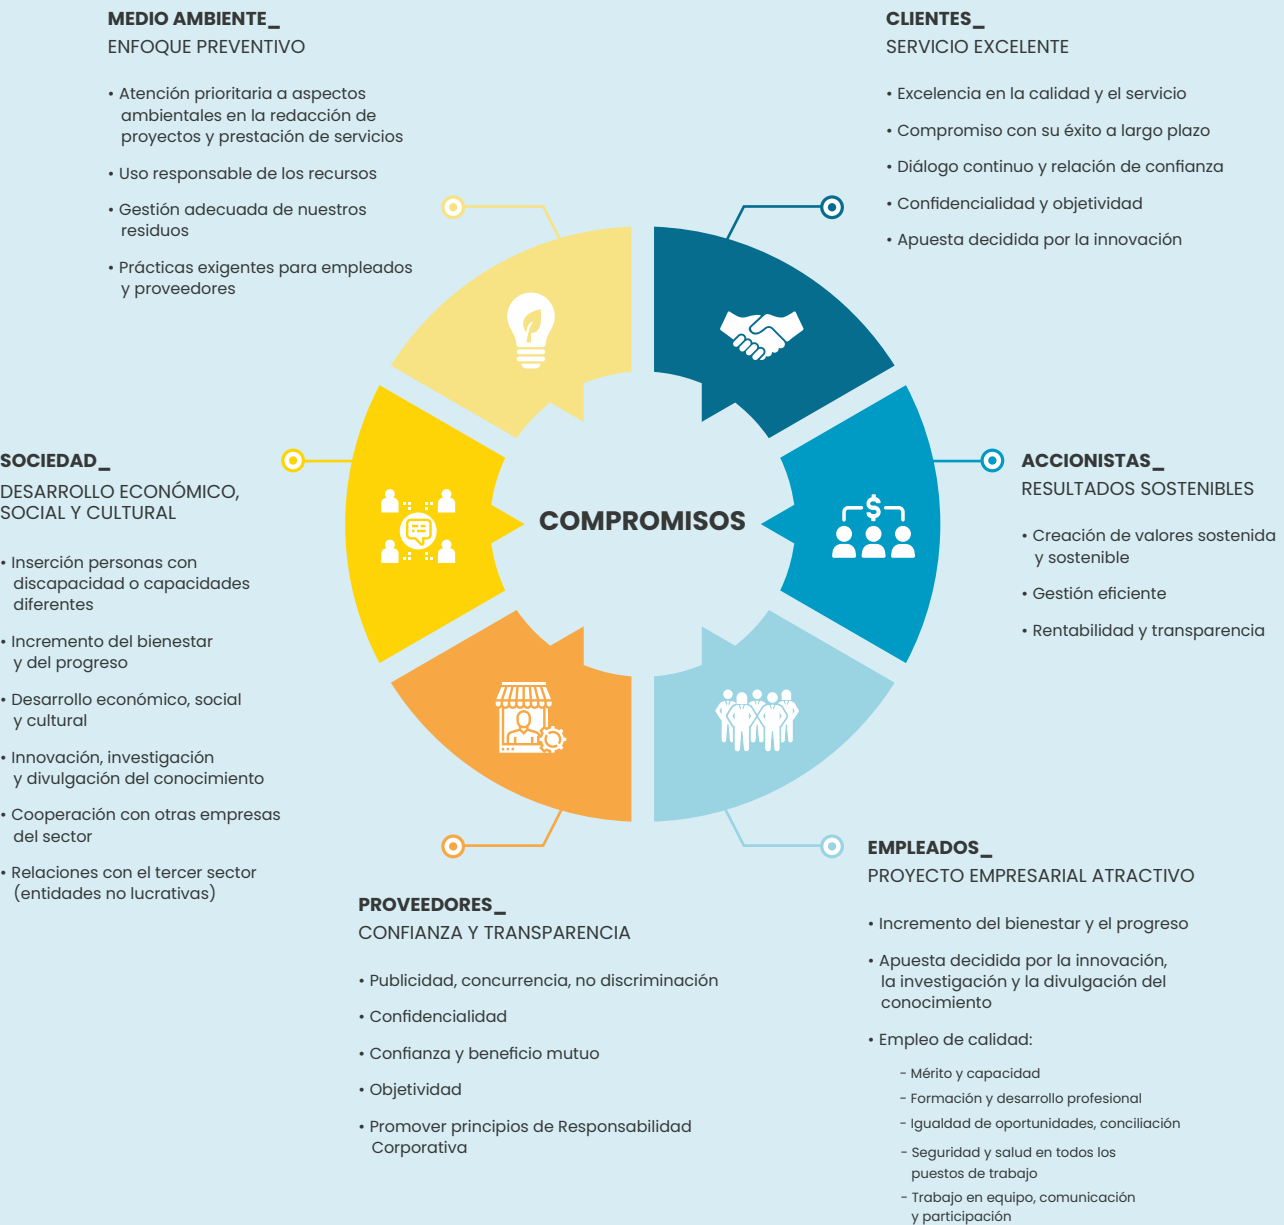 MEDIO AMBIENTE_
ENFOQUE PREVENTIVO
• Atención prioritaria a aspectos
ambientales en la redacción de
proyectos y prestación de servicios
• Uso responsable de los recursos
• Gestión adecuada de nuestros
residuos
• Prácticas exigentes para empleados
y proveedores
CLIENTES_
SERVICIO EXCELENTE
• Excelencia en la calidad y el servicio
• Compromiso con su éxito a largo plazo
• Diálogo continuo y relación de confianza
• Confidencialidad y objetividad
• Apuesta decidida por la innovación
SOCIEDAD_
DESARROLLO ECONÓMICO,
SOCIAL Y CULTURAL
• Inserción personas con
discapacidad o capacidades
diferentes
• Incremento del bienestar
y del progreso
• Desarrollo económico, social
y cultural
• Innovación, investigación
y divulgación del conocimiento
• Cooperación con otras empresas
del sector
• Relaciones con el tercer sector
(entidades no lucrativas)
COMPROMISOS
$
ACCIONISTAS_
RESULTADOS SOSTENIBLES
• Creación de valores sostenida
y sostenible
• Gestión eficiente
• Rentabilidad y transparencia
PROVEEDORES_
CONFIANZA Y TRANSPARENCIA
• Publicidad, concurrencia, no discriminación
• Confidencialidad
• Confianza y beneficio mutuo
• Objetividad
• Promover principios de Responsabilidad
Corporativa
EMPLEADOS_
PROYECTO EMPRESARIAL ATRACTIVO
• Incremento del bienestar y el progreso
• Apuesta decidida por la innovación,
la investigación y la divulgación del
conocimiento
• Empleo de calidad:
- Mérito y capacidad
- Formación y desarrollo profesional
- Igualdad de oportunidades, conciliación
- Seguridad y salud en todos los
puestos de trabajo
- Trabajo en equipo, comunicación
y participación